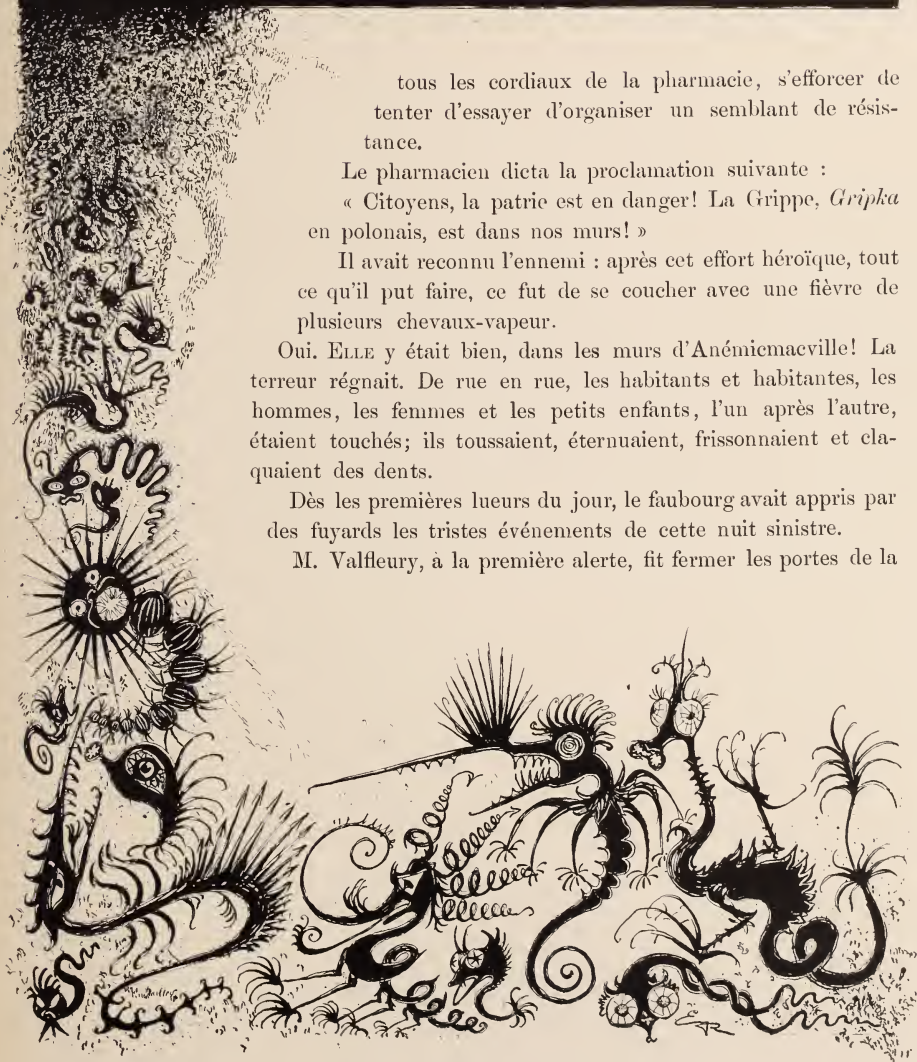 tous les cordiaux de la pharmacie, s'efforcer de
tenter d'essayer d'organiser un semblant de résis-
tance.
Le pharmacien dicta la proclamation suivante :
« Citoyens, la patrie est en danger! La Grippe, Gripka
en polonais, est dans nos murs! »
Il avait reconnu l'ennemi : après cet effort héroïque, tout
ce qu'il put faire, ce fut de se coucher avec une fièvre de
plusieurs chevaux-vapeur.
Oui. ELLE y était bien, dans les murs d'Anémicmacville! La
terreur régnait. De rue en rue, les habitants et habitantes, les
hommes, les femmes et les petits enfants, l'un après l'autre,
étaient touchés; ils toussaient, éternuaient, frissonnaient et cla-
quaient des dents.
Dès les premières lueurs du jour, le faubourg avait appris par
des fuyards les tristes événements de cette nuit sinistre.
M. Valfleury, à la première alerte, fit fermer les portes de la